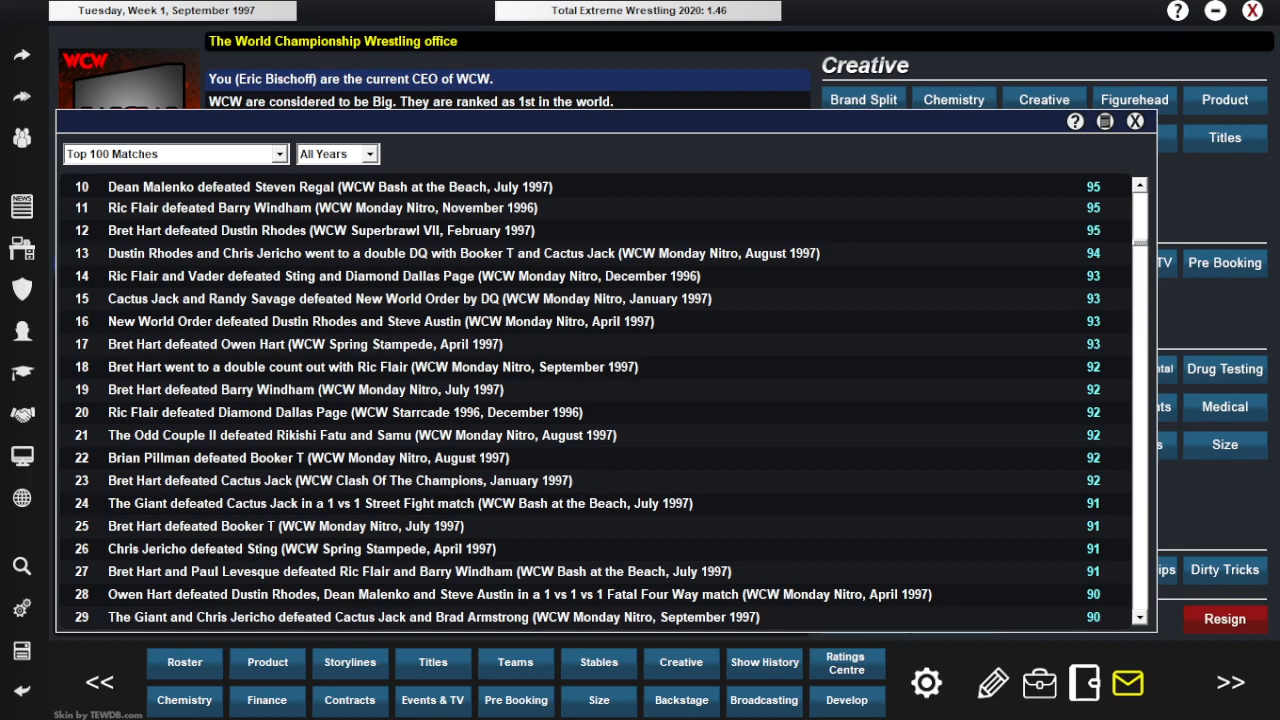 Tuesday, Week 1, September 1997
Total Extreme Wrestling 2020: 1.46
? X
The World Championship Wrestling office
WCW
You (Eric Bischoff) are the current CEO of WCW.
WCW are considered to be Big. They are ranked as 1st in the world.
Creative
Brand Split Chemistry Creative Figurehead Product
Titles
? X
Top 100 Matches All Years
10 Dean Malenko defeated Steven Regal (WCW Bash at the Beach, July 1997) 95
11 Ric Flair defeated Barry Windham (WCW Monday Nitro, November 1996) 95
12 Bret Hart defeated Dustin Rhodes (WCW Superbrawl VII, February 1997) 95
13 Dustin Rhodes and Chris Jericho went to a double DQ with Booker T and Cactus Jack (WCW Monday Nitro, August 1997) 94
14 Ric Flair and Vader defeated Sting and Diamond Dallas Page (WCW Monday Nitro, December 1996) 93
15 Cactus Jack and Randy Savage defeated New World Order by DQ (WCW Monday Nitro, January 1997) 93
16 New World Order defeated Dustin Rhodes and Steve Austin (WCW Monday Nitro, April 1997) 93
17 Bret Hart defeated Owen Hart (WCW Spring Stampede, April 1997) 93
18 Bret Hart went to a double count out with Ric Flair (WCW Monday Nitro, September 1997) 92
19 Bret Hart defeated Barry Windham (WCW Monday Nitro, July 1997) 92
20 Ric Flair defeated Diamond Dallas Page (WCW Starrcade 1996, December 1996) 92
21 The Odd Couple II defeated Rikishi Fatu and Samu (WCW Monday Nitro, August 1997) 92
22 Brian Pillman defeated Booker T (WCW Monday Nitro, August 1997) 92
23 Bret Hart defeated Cactus Jack (WCW Clash Of The Champions, January 1997) 92
24 The Giant defeated Cactus Jack in a 1 vs 1 Street Fight match (WCW Bash at the Beach, July 1997) 91
25 Bret Hart defeated Booker T (WCW Monday Nitro, July 1997) 91
26 Chris Jericho defeated Sting (WCW Spring Stampede, April 1997) 91
27 Bret Hart and Paul Levesque defeated Ric Flair and Barry Windham (WCW Bash at the Beach, July 1997) 91
28 Owen Hart defeated Dustin Rhodes, Dean Malenko and Steve Austin in a 1 vs 1 vs 1 Fatal Four Way match (WCW Monday Nitro, April 1997) 90
29 The Giant and Chris Jericho defeated Cactus Jack and Brad Armstrong (WCW Monday Nitro, September 1997) 90
TV Pre Booking
ntal Drug Testing
nts Medical
s Size
ips Dirty Tricks
Resign
NEWS
<< Roster Product Storylines Titles Teams Stables Creative Show History Ratings Centre >>
Chemistry Finance Contracts Events & TV Pre Booking Size Backstage Broadcasting Develop
Skin by TEWDB.com